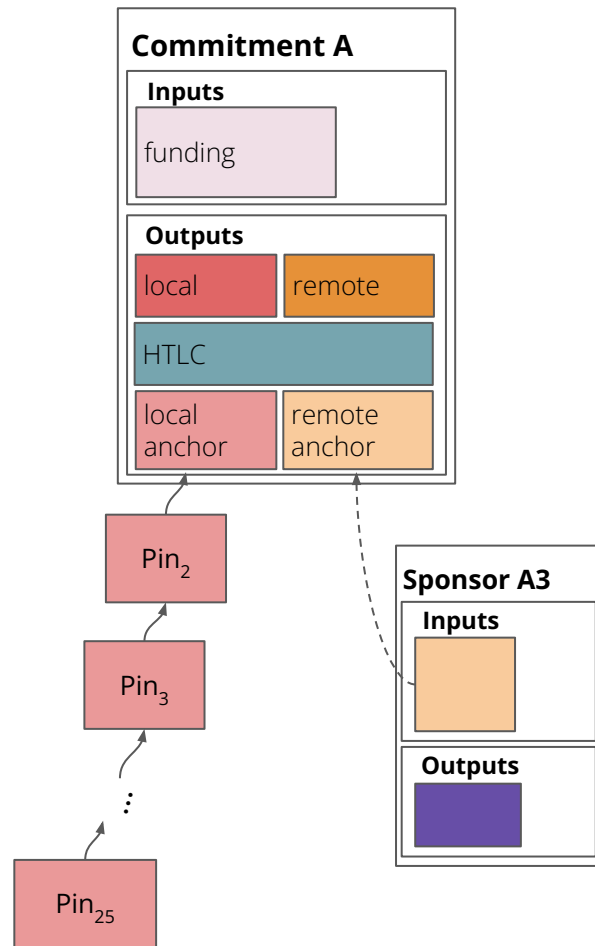 Commitment A
Inputs
funding
Outputs
local
remote
HTLC
local
anchor
remote
anchor
Pin₂
Sponsor A3
Inputs
Pin₃
Outputs
...
Pin₂₅